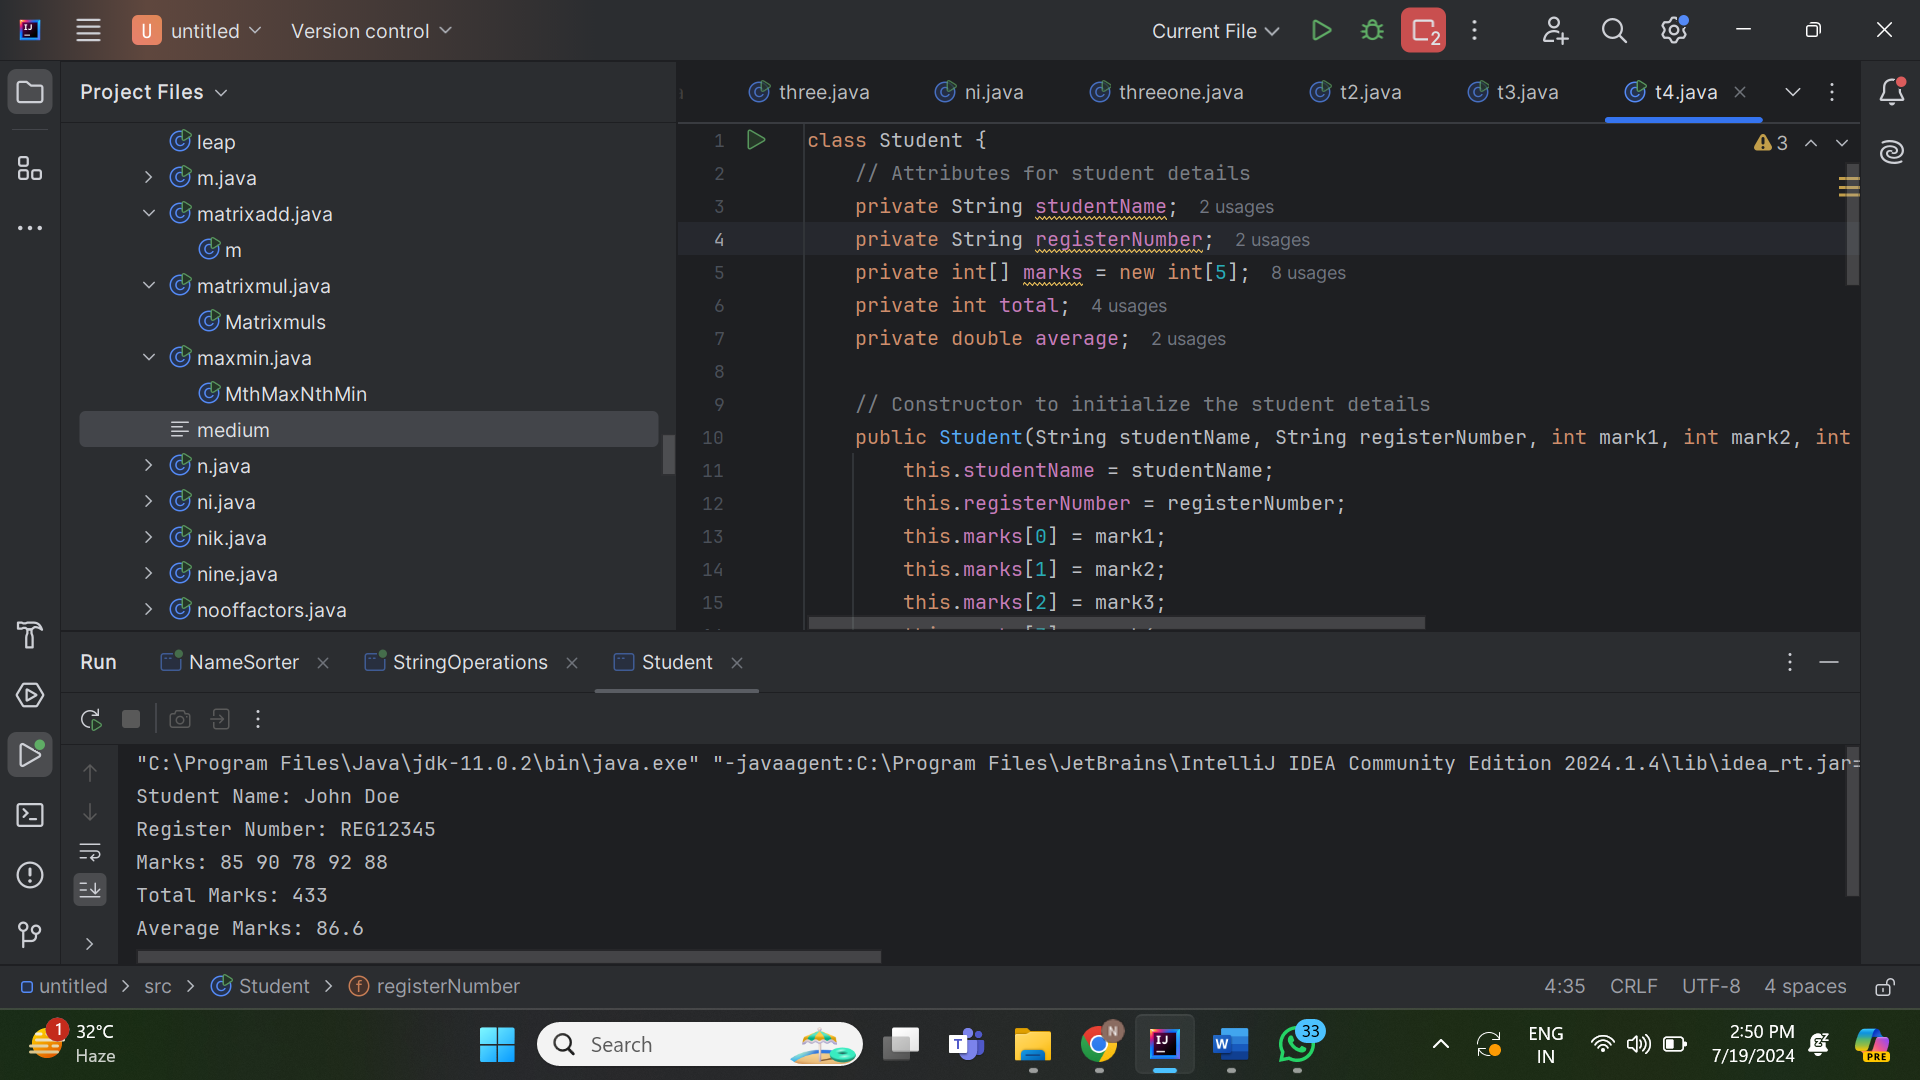 U untitled Version control Current File 2
Project Files
three.java ni.java threeone.java t2.java t3.java t4.java
leap
m.java
matrixadd.java
m
matrixmul.java
Matrixmuls
maxmin.java
MthMaxNthMin
medium
n.java
ni.java
nik.java
nine.java
nooffactors.java
1 class Student {
3
2 // Attributes for student details
3 private String studentName; 2 usages
4 private String registerNumber; 2 usages
5 private int[] marks = new int[5]; 8 usages
6 private int total; 4 usages
7 private double average; 2 usages
8
9 // Constructor to initialize the student details
10 public Student(String studentName, String registerNumber, int mark1, int mark2, int
11 this.studentName = studentName;
12 this.registerNumber = registerNumber;
13 this.marks[0] = mark1;
14 this.marks[1] = mark2;
15 this.marks[2] = mark3;
Run NameSorter StringOperations Student
"C:\Program Files\Java\jdk-11.0.2\bin\java.exe" "-javaagent:C:\Program Files\JetBrains\IntelliJ IDEA Community Edition 2024.1.4\lib\idea_rt.jar=
Student Name: John Doe
Register Number: REG12345
Marks: 85 90 78 92 88
Total Marks: 433
Average Marks: 86.6
untitled > src > Student > registerNumber 4:35 CRLF UTF-8 4 spaces
1 32°C
Haze
Search
33
ENG
IN
2:50 PM
7/19/2024
PRE